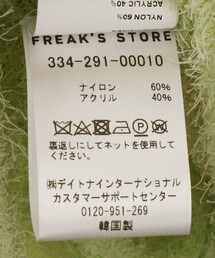 NYLON 60%
ACRYLIC 40%
FREAK'S STORE
334-291-00010
ナイロン 60%
アクリル 40%
裏返しにしてネットを使用して
ください。
㈱デイトナインターナショナル
カスタマーサポートセンター
0120-951-269
韓国製